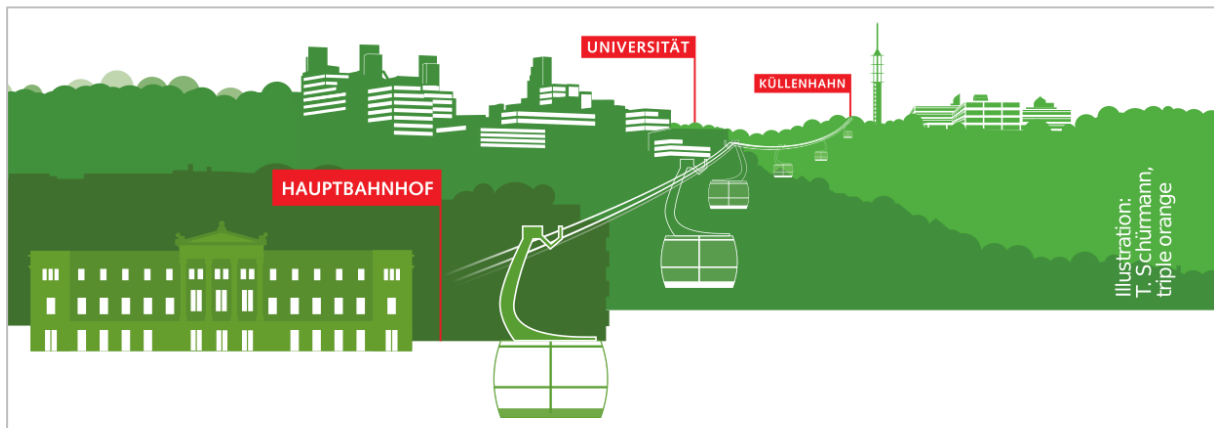 UNIVERSITÄT
KÜLLENHAHN
HAUPTBAHNHOF
Illustration:
T. Schürmann,
triple orange